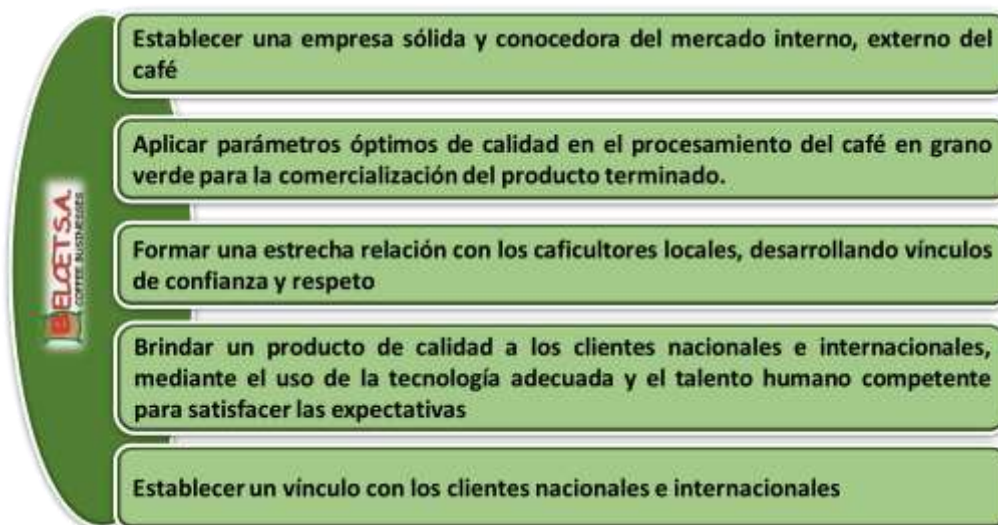 Establecer una empresa sólida y conocedora del mercado interno, externo del
café
Aplicar parámetros óptimos de calidad en el procesamiento del café en grano
verde para la comercialización del producto terminado.
Formar una estrecha relación con los caficultores locales, desarrollando vínculos
de confianza y respeto
Brindar un producto de calidad a los clientes nacionales e internacionales,
mediante el uso de la tecnología adecuada y el talento humano competente
para satisfacer las expectativas
Establecer un vínculo con los clientes nacionales e internacionales
S.A.
COFFEE BUSINESSES